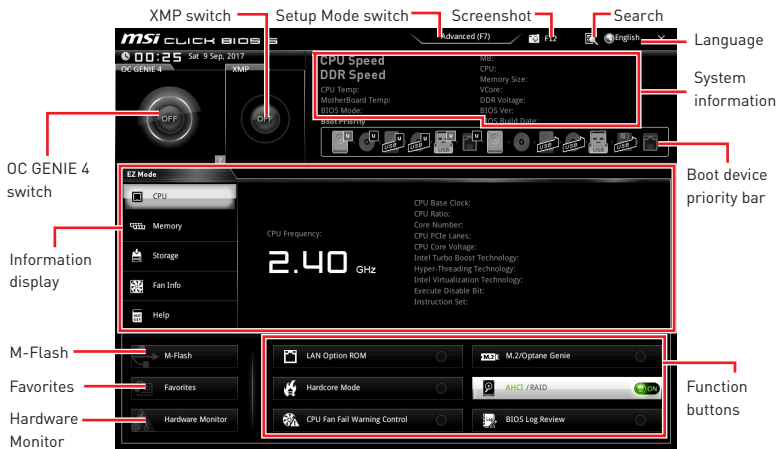 XMP switch
Setup Mode switch
Screenshot
Search
Language
System
information
Boot device
priority bar
Function
buttons
OC GENIE 4
switch
Information
display
M-Flash
Favorites
Hardware
Monitor
msi CLICK BIOS 5
Advanced (F7)
F12
English
00:25 Sat 9 Sep, 2017
OC GENIE 4
XMP
OFF
OFF
?
CPU Speed
DDR Speed
CPU Temp:
MotherBoard Temp:
BIOS Mode:
Boot Priority
MB:
CPU:
Memory Size:
VCore:
DDR Voltage:
BIOS Ver:
BIOS Build Date:
U U USB USB U USB U USB USB USB
EZ Mode
CPU
Memory
Storage
Fan Info
Help
CPU Frequency:
2.40 GHz
CPU Base Clock:
CPU Ratio:
Core Number:
CPU PCIe Lanes:
CPU Core Voltage:
Intel Turbo Boost Technology:
Hyper-Threading Technology:
Intel Virtualization Technology:
Execute Disable Bit:
Instruction Set:
M-Flash
Favorites
Hardware Monitor
LAN Option ROM
Hardcore Mode
CPU Fan Fail Warning Control
M.2 M.2/Optane Genie
AHCI /RAID
ON
BIOS Log Review